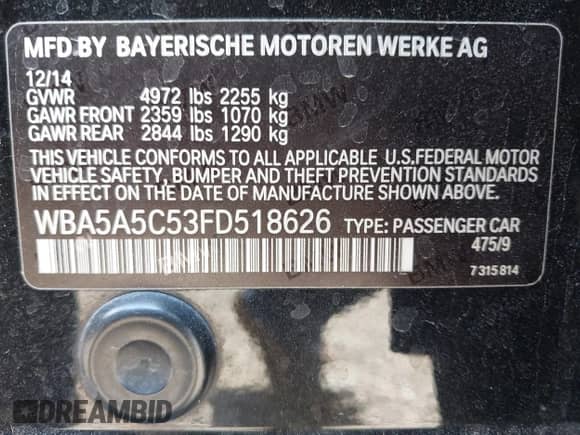 MFD BY BAYERISCHE MOTOREN WERKE AG
12/14
GVWR 4972 lbs 2255 kg
GAWR FRONT 2359 lbs 1070 kg
GAWR REAR 2844 lbs 1290 kg
THIS VEHICLE CONFORMS TO ALL APPLICABLE U.S.FEDERAL MOTOR
VEHICLE SAFETY, BUMPER AND THEFT PREVENTION STANDARDS
IN EFFECT ON THE DATE OF MANUFACTURE SHOWN ABOVE.
WBA5A5C53FD518626 TYPE: PASSENGER CAR
475/9
7 315 814
DREAMBID